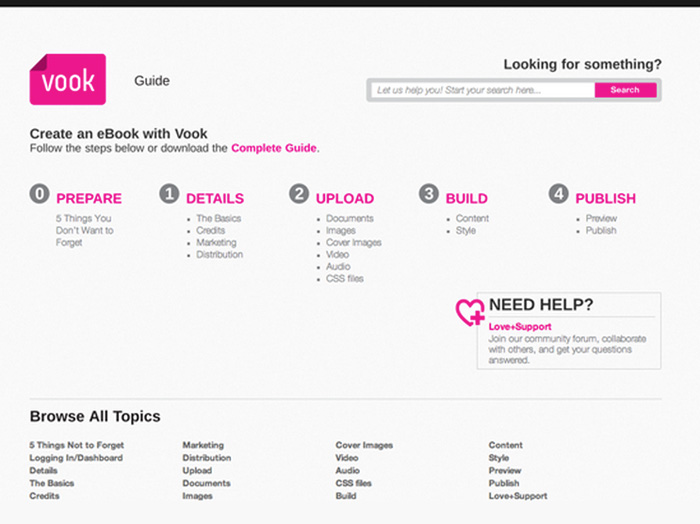 vook
Guide
Looking for something?
Let us help you! Start your search here...
Search
Create an eBook with Vook
Follow the steps below or download the Complete Guide.
0 PREPARE
5 Things You
Don't Want to
Forget
1 DETAILS
The Basics
Credits
Marketing
Distribution
2 UPLOAD
Documents
Images
Cover Images
Video
Audio
CSS files
3 BUILD
Content
Style
4 PUBLISH
Preview
Publish
NEED HELP?
Love+Support
Join our community forum, collaborate
with others, and get your questions
answered.
Browse All Topics
5 Things Not to Forget
Logging In/Dashboard
Details
The Basics
Credits
Marketing
Distribution
Upload
Documents
Images
Cover Images
Video
Audio
CSS files
Build
Content
Style
Preview
Publish
Love+Support